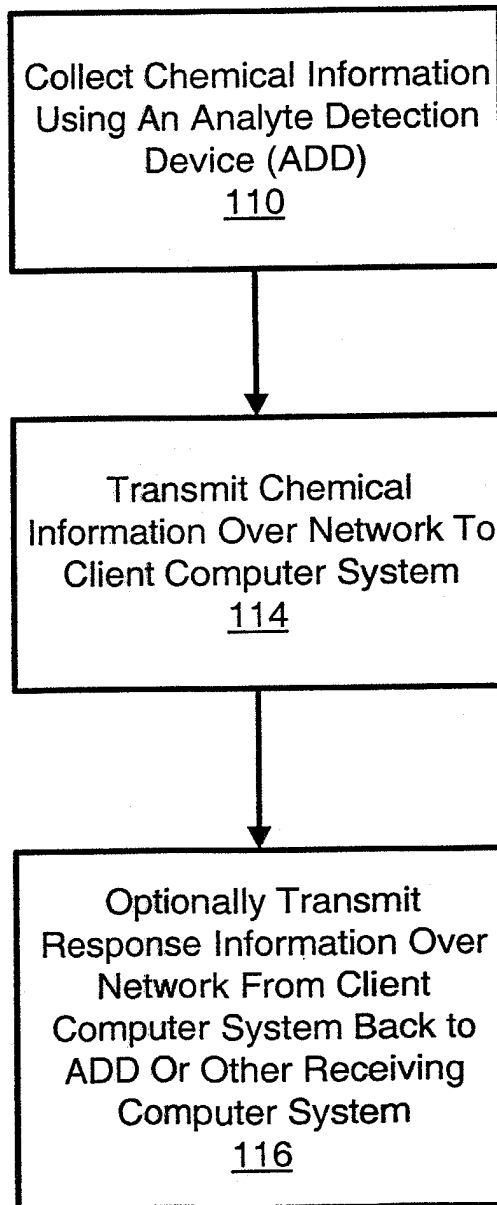 Collect Chemical Information
Using An Analyte Detection
Device (ADD)
110
Transmit Chemical
Information Over Network To
Client Computer System
114
Optionally Transmit
Response Information Over
Network From Client
Computer System Back to
ADD Or Other Receiving
Computer System
116